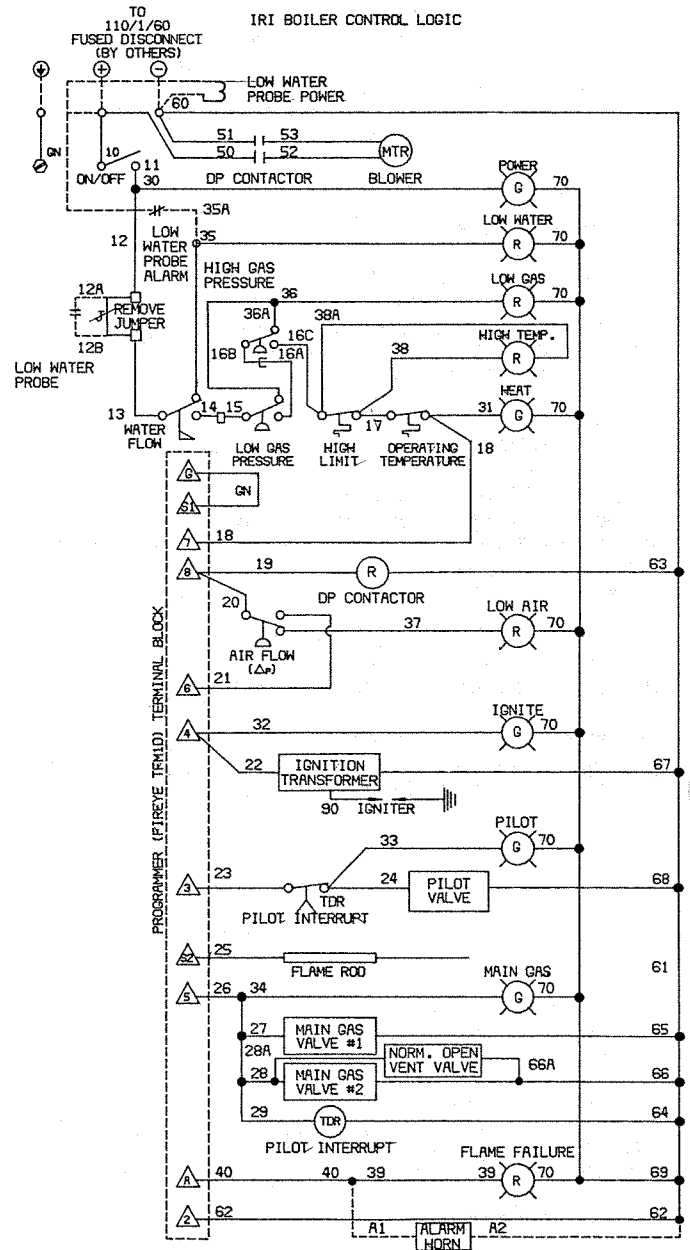 TO
110/1/60
FUSED DISCONNECT
(BY OTHERS)
IRI BOILER CONTROL LOGIC
+
-
LOW WATER
PROBE POWER
60
GN
51 53
50 52
MTR
10
11
ON/OFF
DP CONTACTOR
BLOWER
POWER
30
G
70
35A
LOW WATER
12
LOW
WATER
PROBE
ALARM
35
R
HIGH GAS
PRESSURE
LOW GAS
12A
36
R
70
REMOVE
JUMPER
36A
38A
HIGH TEMP.
12B
16B
16C
16A
38
R
LOW WATER
PROBE
HEAT
13
14
15
17
31
G
70
WATER
FLOW
LOW GAS
PRESSURE
HIGH
LIMIT
OPERATING
TEMPERATURE
18
G
GN
S1
7
18
8
19
R
63
DP CONTACTOR
20
LOW AIR
37
R
70
AIR FLOW
(ΔP)
6
21
IGNITE
4
32
G
70
22
IGNITION
TRANSFORMER
67
90
IGNITER
PILOT
33
G
70
3
23
24
PILOT
VALVE
68
TDR
PILOT INTERRUPT
PROGRAMMER (FIREYE TFM1D) TERMINAL BLOCK
S2
25
FLAME ROD
MAIN GAS
61
5
26
34
G
70
27
MAIN GAS
VALVE #1
65
28A
NORM. OPEN
VENT VALVE
66A
28
MAIN GAS
VALVE #2
66
29
TDR
64
PILOT INTERRUPT
FLAME FAILURE
A
40
40
39
39
R
70
69
2
62
62
A1
ALARM
HORN
A2